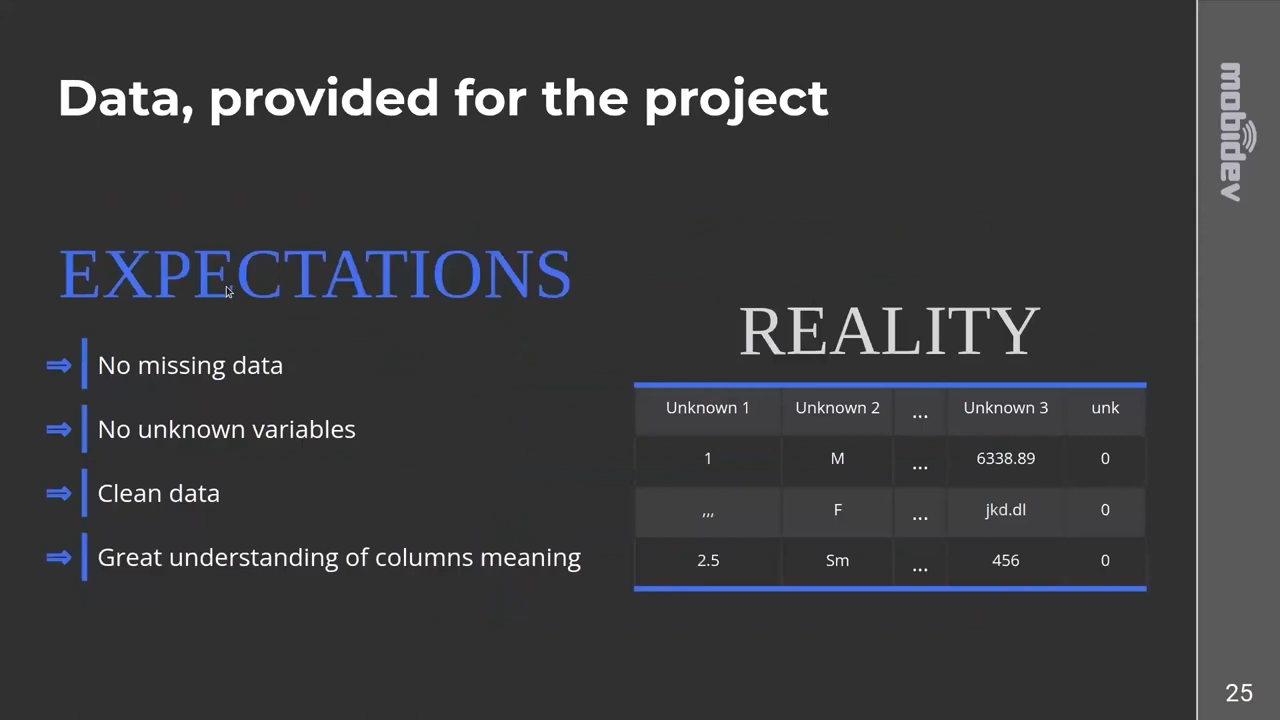 Data, provided for the project
mobidev
EXPECTATIONS
⇒ No missing data
⇒ No unknown variables
⇒ Clean data
⇒ Great understanding of columns meaning
REALITY
Unknown 1 Unknown 2 ... Unknown 3 unk
1 M ... 6338.89 0
,,, F ... jkd.dl 0
2.5 Sm ... 456 0
25